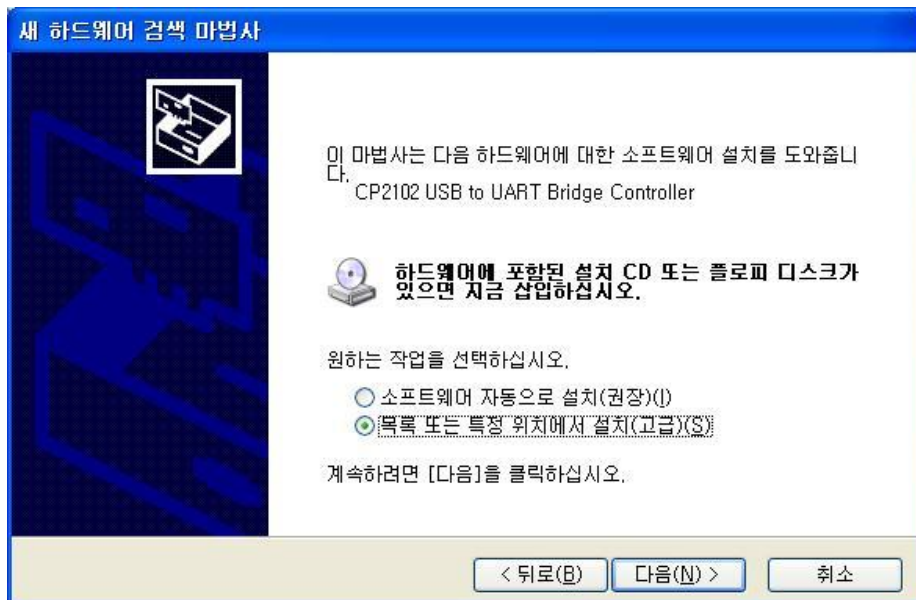 새 하드웨어 검색 마법사
이 마법사는 다음 하드웨어에 대한 소프트웨어 설치를 도와줍니
다.
CP2102 USB to UART Bridge Controller
하드웨어에 포함된 설치 CD 또는 플로피 디스크가
있으면 지금 삽입하십시오.
원하는 작업을 선택하십시오.
소프트웨어 자동으로 설치(권장)(I)
목록 또는 특정 위치에서 설치(고급)(S)
계속하려면 [다음]을 클릭하십시오.
< 뒤로(B) 다음(N) > 취소